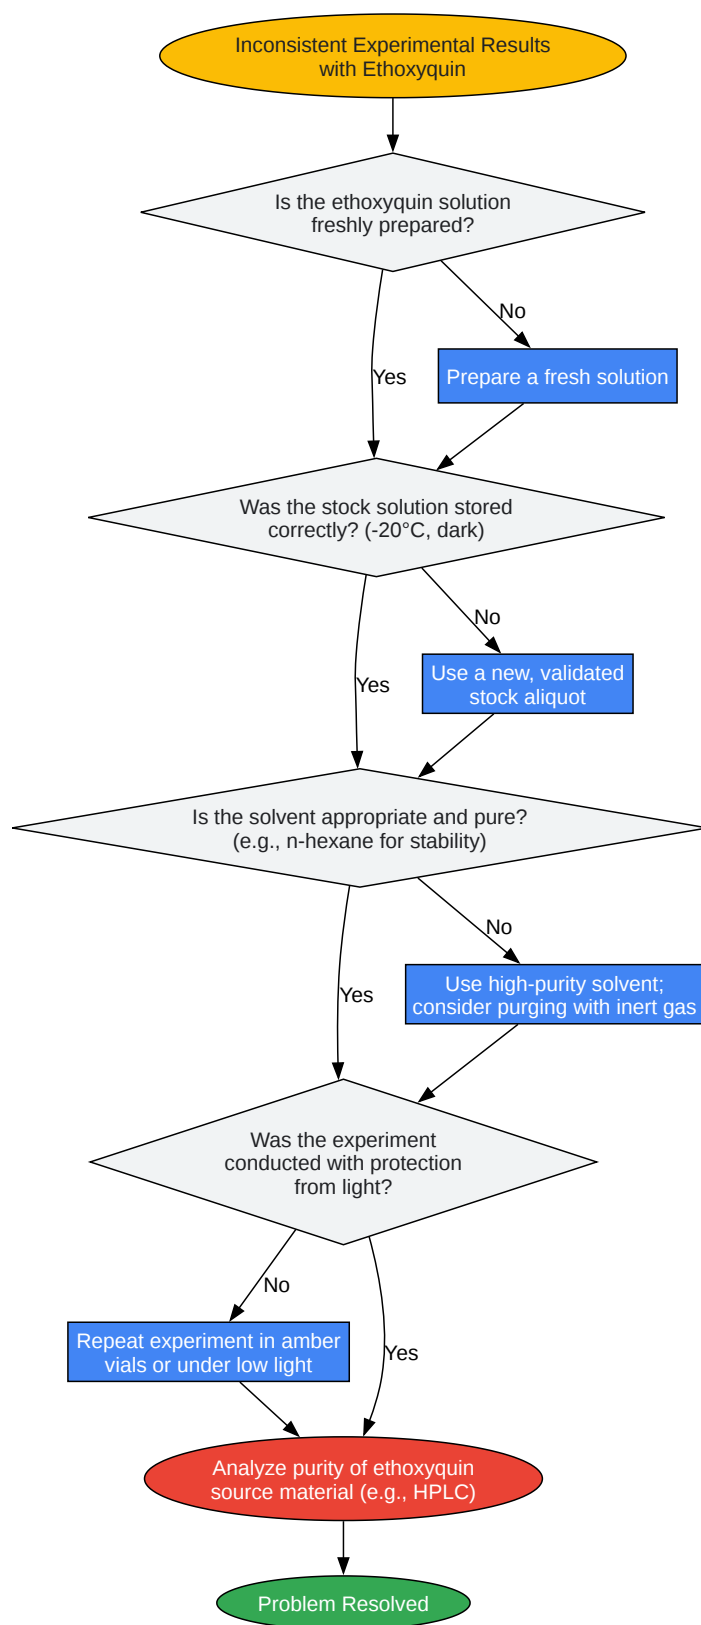 Inconsistent Experimental Results
with Ethoxyquin
Is the ethoxyquin solution
freshly prepared?
No
Yes
Prepare a fresh solution
Was the stock solution stored
correctly? (-20°C, dark)
No
Yes
Use a new, validated
stock aliquot
Is the solvent appropriate and pure?
(e.g., n-hexane for stability)
No
Yes
Use high-purity solvent;
consider purging with inert gas
Was the experiment
conducted with protection
from light?
No
Yes
Repeat experiment in amber
vials or under low light
Analyze purity of ethoxyquin
source material (e.g., HPLC)
Problem Resolved